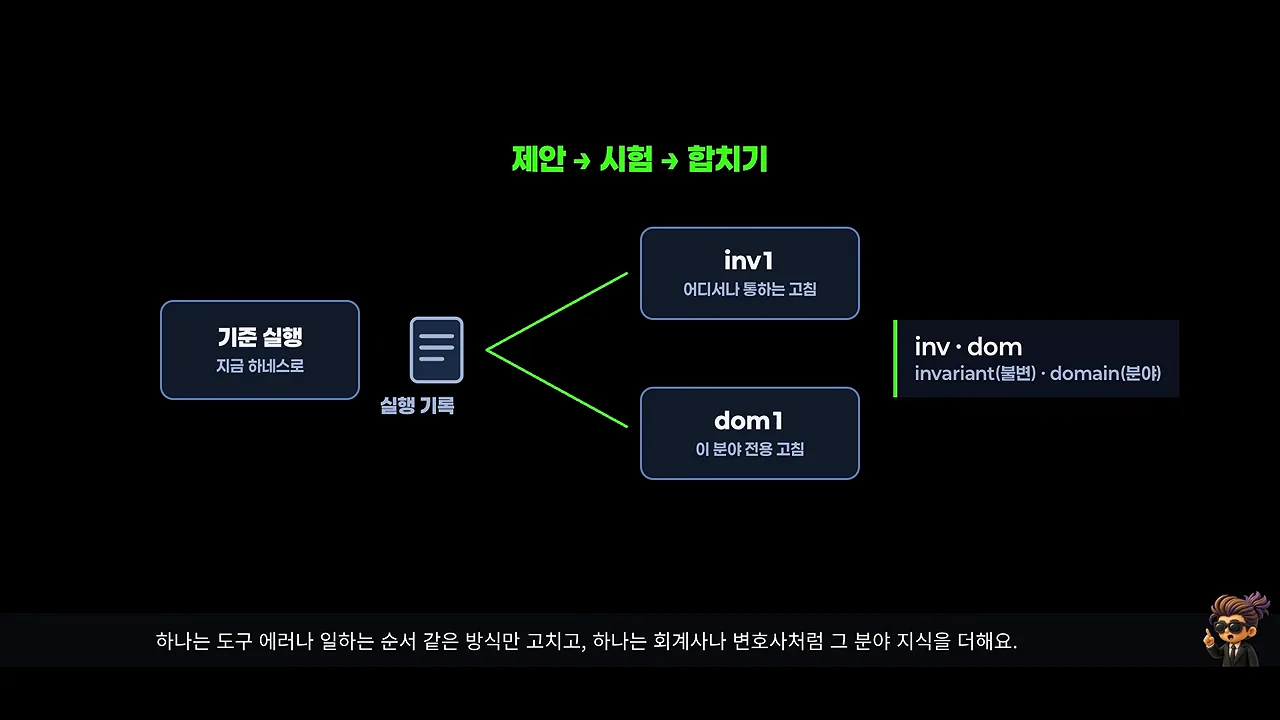 제안 → 시험 → 합치기
기준 실행
지금 하네스로
실행 기록
inv1
어디서나 통하는 고침
dom1
이 분야 전용 고침
inv · dom
invariant(불변) · domain(분야)
하나는 도구 에러나 일하는 순서 같은 방식만 고치고, 하나는 회계사나 변호사처럼 그 분야 지식을 더해요.